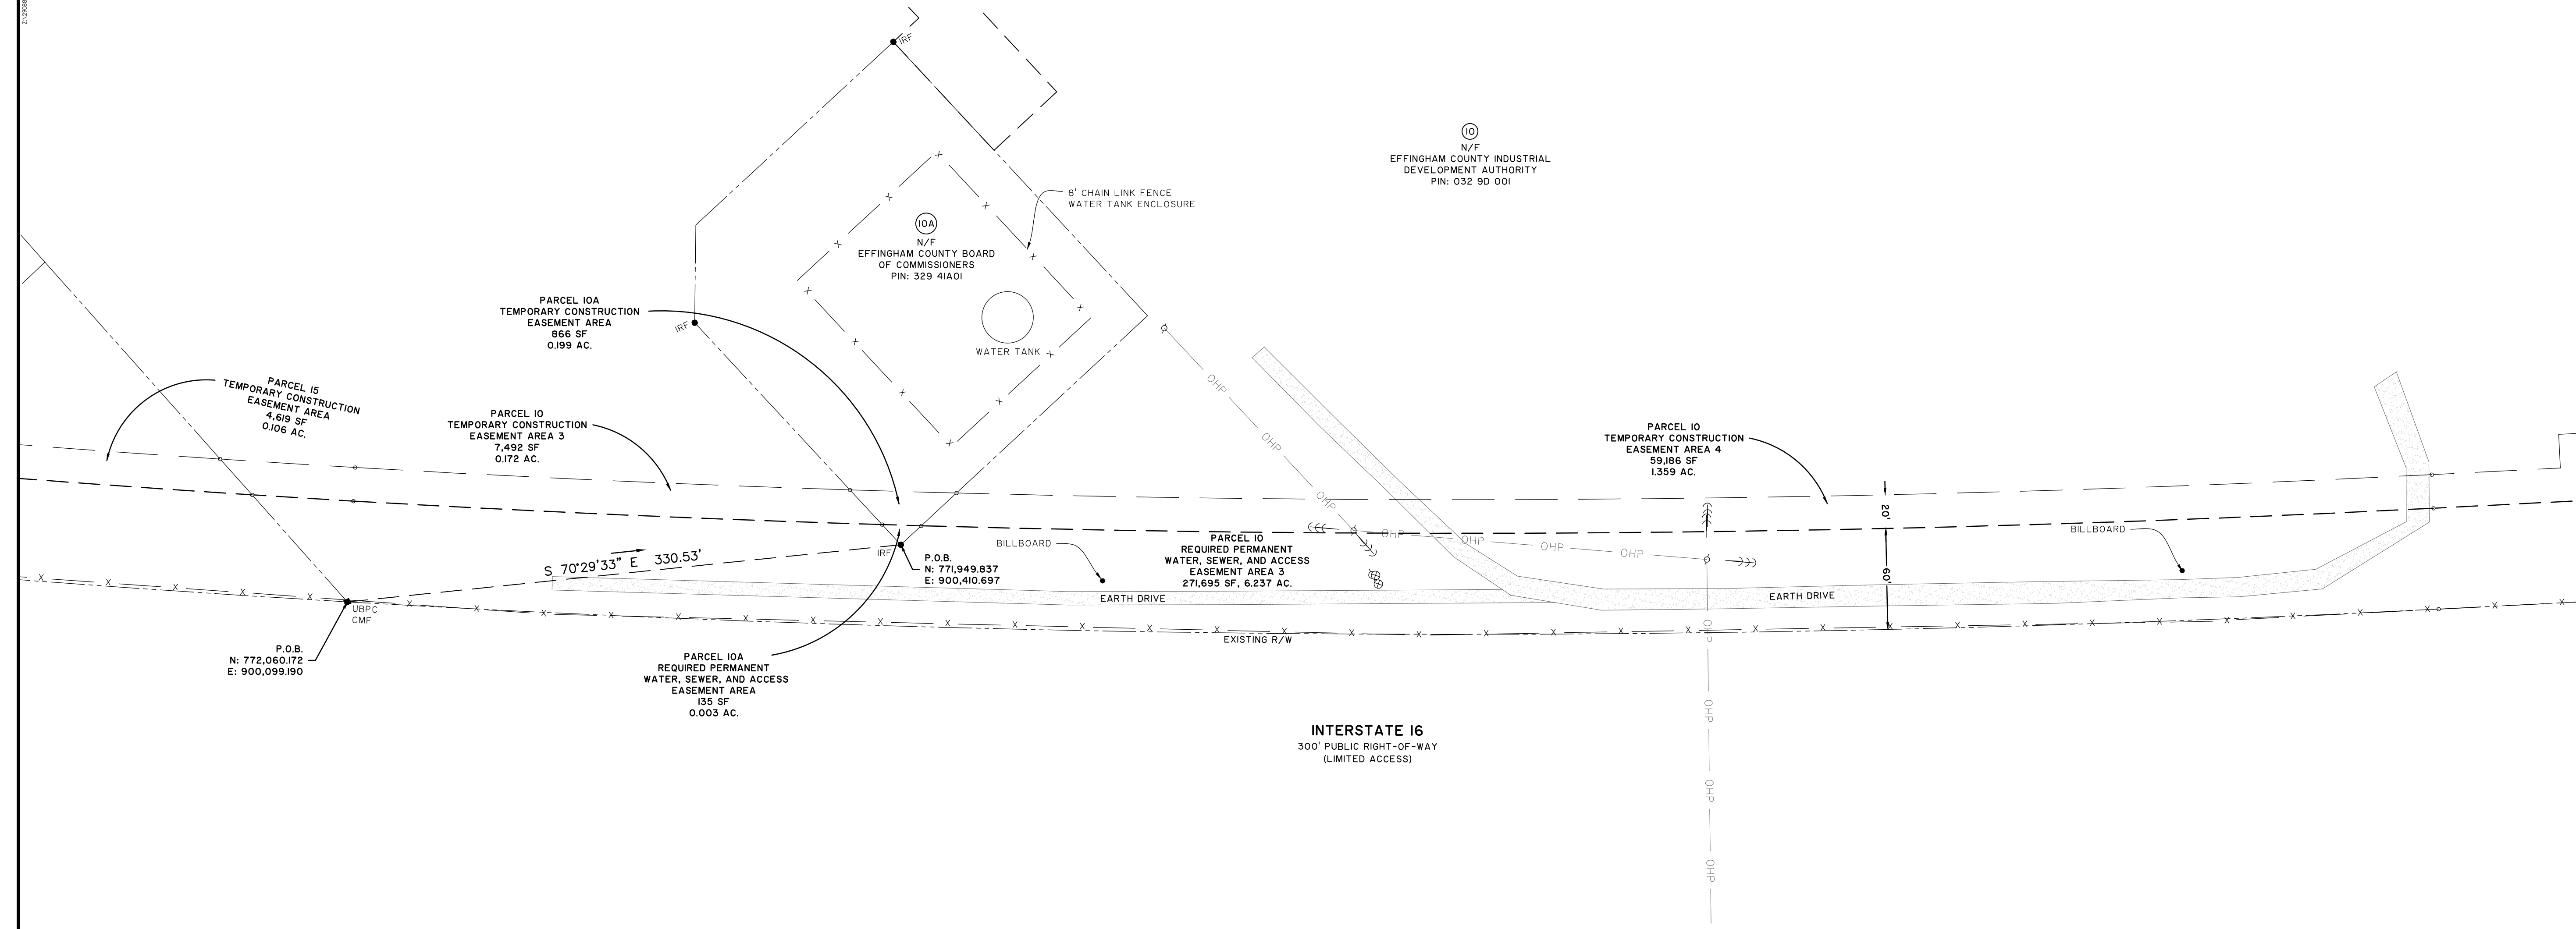 Z:\29088
IRF
10
N/F
EFFINGHAM COUNTY INDUSTRIAL
DEVELOPMENT AUTHORITY
PIN: 032 9D 001
8' CHAIN LINK FENCE
WATER TANK ENCLOSURE
10A
N/F
EFFINGHAM COUNTY BOARD
OF COMMISSIONERS
PIN: 329 41A01
WATER TANK
PARCEL 10A
TEMPORARY CONSTRUCTION
EASEMENT AREA
866 SF
0.199 AC.
IRF
PARCEL 15
TEMPORARY CONSTRUCTION
EASEMENT AREA
4,619 SF
0.106 AC.
PARCEL 10
TEMPORARY CONSTRUCTION
EASEMENT AREA 3
7,492 SF
0.172 AC.
OHP
OHP
OHP
OHP
OHP
OHP
OHP
PARCEL 10
TEMPORARY CONSTRUCTION
EASEMENT AREA 4
59,186 SF
1.359 AC.
20'
60'
BILLBOARD
S 70°29'33" E 330.53'
IRF
P.O.B.
N: 771,949.837
E: 900,410.697
BILLBOARD
PARCEL 10
REQUIRED PERMANENT
WATER, SEWER, AND ACCESS
EASEMENT AREA 3
271,695 SF, 6.237 AC.
EARTH DRIVE
EARTH DRIVE
UBPC
CMF
P.O.B.
N: 772,060.172
E: 900,099.190
EXISTING R/W
PARCEL 10A
REQUIRED PERMANENT
WATER, SEWER, AND ACCESS
EASEMENT AREA
135 SF
0.003 AC.
INTERSTATE 16
300' PUBLIC RIGHT-OF-WAY
(LIMITED ACCESS)
OHP
OHP
OHP
OHP